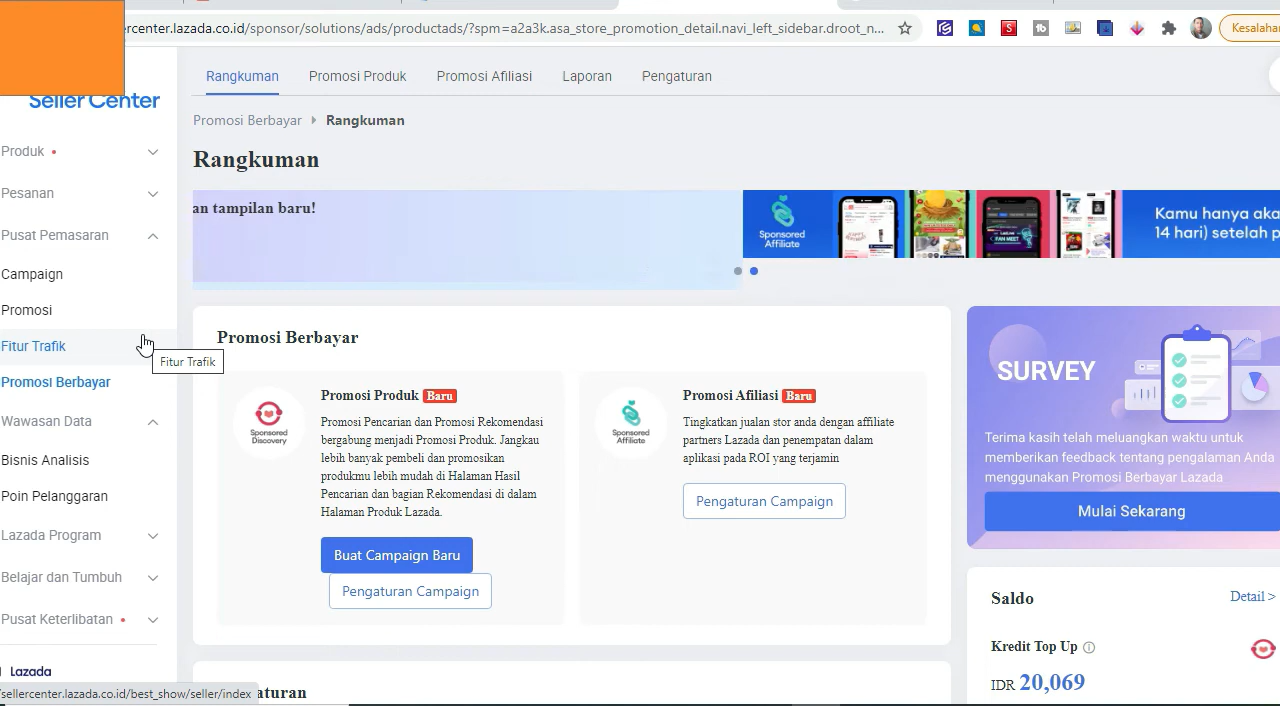 ercenter.lazada.co.id/sponsor/solutions/ads/productads/?spm=a2a3k.asa_store_promotion_detail.navi_left_sidebar.droot_n...
Kesalahan
Seller Center
Rangkuman
Promosi Produk
Promosi Afiliasi
Laporan
Pengaturan
Promosi Berbayar
Rangkuman
Rangkuman
Produk
Pesanan
Pusat Pemasaran
Campaign
Promosi
Fitur Trafik
Fitur Trafik
Promosi Berbayar
Wawasan Data
Bisnis Analisis
Poin Pelanggaran
Lazada Program
Belajar dan Tumbuh
Pusat Keterlibatan
Lazada
sellercenter.lazada.co.id/best_show/seller/index
an tampilan baru!
Sponsored
Affiliate
Kamu hanya aka
14 hari) setelah p
Promosi Berbayar
Sponsored
Discovery
Promosi Produk Baru
Promosi Pencarian dan Promosi Rekomendasi
bergabung menjadi Promosi Produk. Jangkau
lebih banyak pembeli dan promosikan
produkmu lebih mudah di Halaman Hasil
Pencarian dan bagian Rekomendasi di dalam
Halaman Produk Lazada.
Buat Campaign Baru
Pengaturan Campaign
Sponsored
Affiliate
Promosi Afiliasi Baru
Tingkatkan jualan stor anda dengan affiliate
partners Lazada dan penempatan dalam
aplikasi pada ROI yang terjamin
Pengaturan Campaign
SURVEY
Terima kasih telah meluangkan waktu untuk
memberikan feedback tentang pengalaman Anda
menggunakan Promosi Berbayar Lazada
Mulai Sekarang
Saldo
Detail >
Kredit Top Up
IDR 20,069
aturan